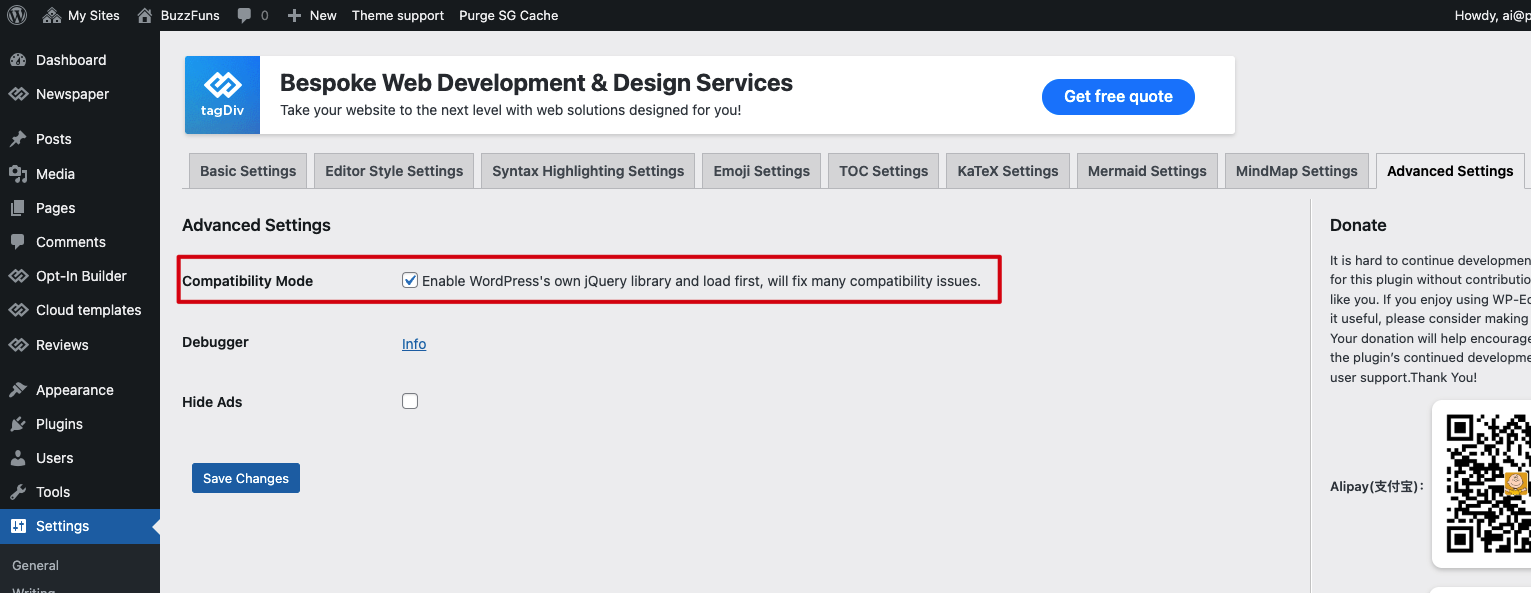 My Sites BuzzFuns 0 New Theme support Purge SG Cache Howdy, ai@p
Dashboard
Newspaper
Posts
Media
Pages
Comments
Opt-In Builder
Cloud templates
Reviews
Appearance
Plugins
Users
Tools
Settings
General
Writing
tagDiv
Bespoke Web Development & Design Services
Take your website to the next level with web solutions designed for you!
Get free quote
Basic Settings Editor Style Settings Syntax Highlighting Settings Emoji Settings TOC Settings KaTeX Settings Mermaid Settings MindMap Settings Advanced Settings
Advanced Settings
Compatibility Mode Enable WordPress's own jQuery library and load first, will fix many compatibility issues.
Debugger Info
Hide Ads
Save Changes
Donate
It is hard to continue developmen
for this plugin without contributio
like you. If you enjoy using WP-Ed
it useful, please consider making
Your donation will help encourage
the plugin’s continued developme
user support.Thank You!
Alipay(支付宝)：